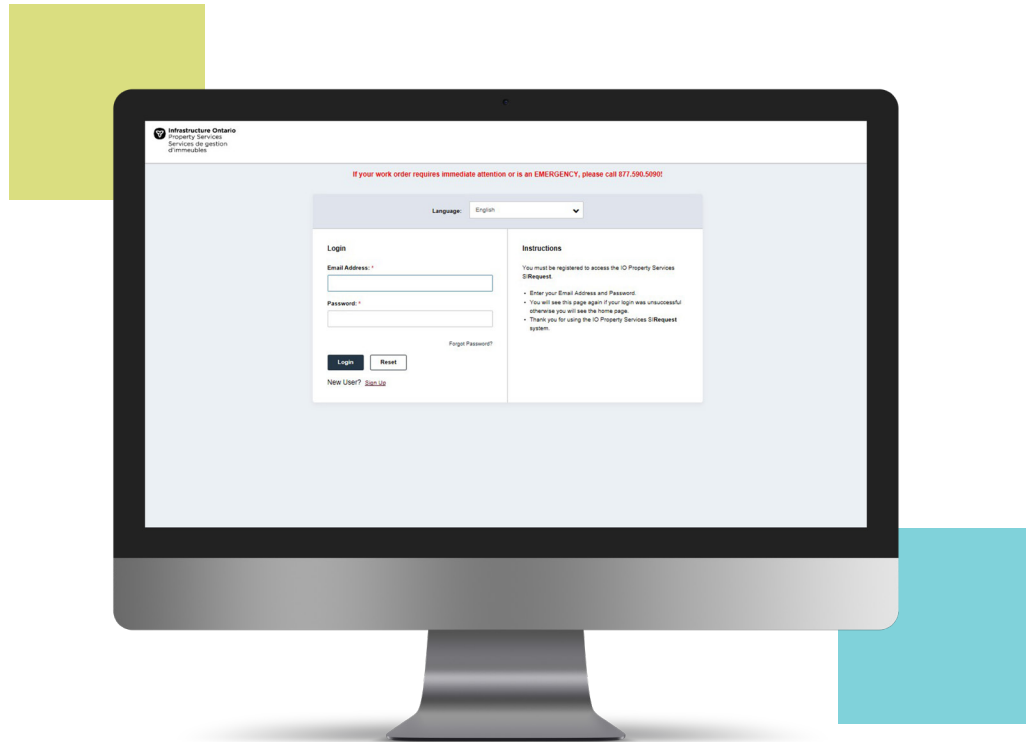 Infrastructure Ontario
Property Services
Services de gestion
d'immeubles
If your work order requires immediate attention or is an EMERGENCY, please call 877.590.5090!
Language: English
Login
Email Address: *
Password: *
Forgot Password?
Login Reset
New User? Sign Up
Instructions
You must be registered to access the IO Property Services
SIRequest.
• Enter your Email Address and Password.
• You will see this page again if your login was unsuccessful
otherwise you will see the home page.
• Thank you for using the IO Property Services SIRequest
system.